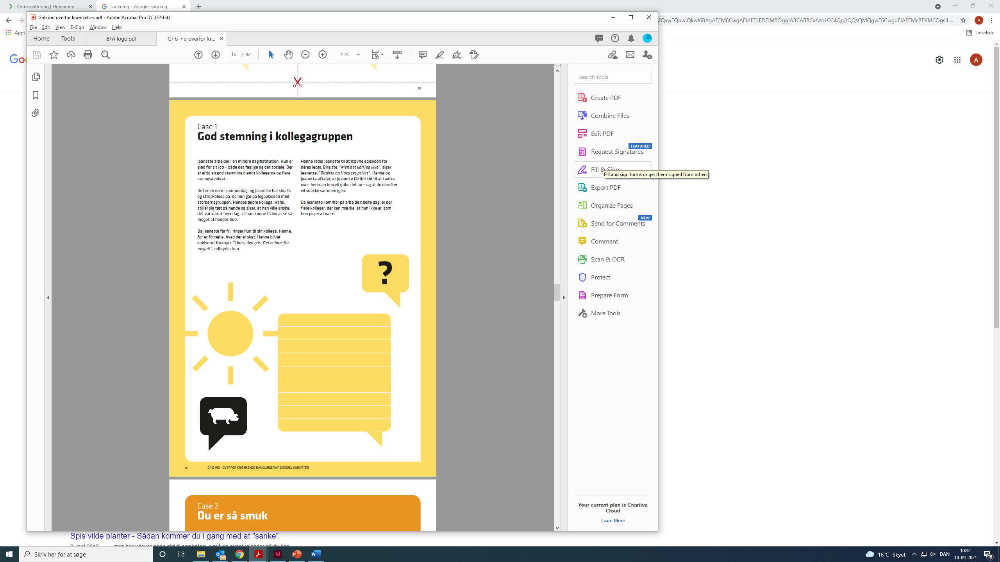 Ordrekvittering | Elgiganten
sankning - Google-søgning
Grib ind overfor krænkelser.pdf - Adobe Acrobat Pro DC (32-bit)
File Edit View E-Sign Window Help
Apps
Læseliste
A
Home Tools BFA logo.pdf Grib ind overfor kr...
16 / 32 75%
Goo
A
15
Case 1
God stemning i kollegagruppen
Jeanette arbejder i en mindre daginstitution. Hun er
glad for sit job – både det faglige og det sociale. Der
er altid en god stemning blandt kollegerne og flere
ses også privat.
Det er en varm sommerdag, og Jeanette har shorts
og strop-bluse på, da hun går på legepladsen med
storbørnsgruppen. Hendes ældre kollega, Hans,
stiller sig tæt på hende og siger, at han ville ønske,
det var varmt hver dag, så han kunne få lov at se så
meget af hendes hud.
Da Jeanette får fri, ringer hun til sin kollega, Hanne,
for at fortælle, hvad der er sket. Hanne bliver
voldsomt forarget. "Hans, den gris. Det er bare for
meget!", udbryder hun.
Hanne råder Jeanette til at nævne episoden for
deres leder, Birgitte. "Men det kan jeg ikke", siger
Jeanette, "Birgitte og Hans ses privat". Hanne og
Jeanette aftaler, at Jeanette får lidt tid til at tænke
over, hvordan hun vil gribe det an – og at de derefter
vil snakke sammen igen.
Da Jeanette kommer på arbejde næste dag, er der
flere kolleger, der kan mærke, at hun ikke er, som
hun plejer at være.
?
16 GRIB IND – OVERFOR KRÆNKENDE HANDLINGER AF SEKSUEL KARAKTER
Case 2
Du er så smuk
Search tools
Create PDF
Combine Files
Edit PDF
FEATURED
Request Signatures
Fill & Sign
Fill and sign forms or get them signed from others
Export PDF
Organize Pages
NEW
Send for Comments
Comment
Scan & OCR
Protect
Prepare Form
More Tools
Your current plan is Creative
Cloud
Learn More
Spis vilde planter - Sådan kommer du i gang med at "sanke"
3. maj 2018 men har udover gode råd til sankning, også en eventkalender så du kan
Skriv her for at søge
16°C Skyet
DAN
10:32
14-09-2021
18